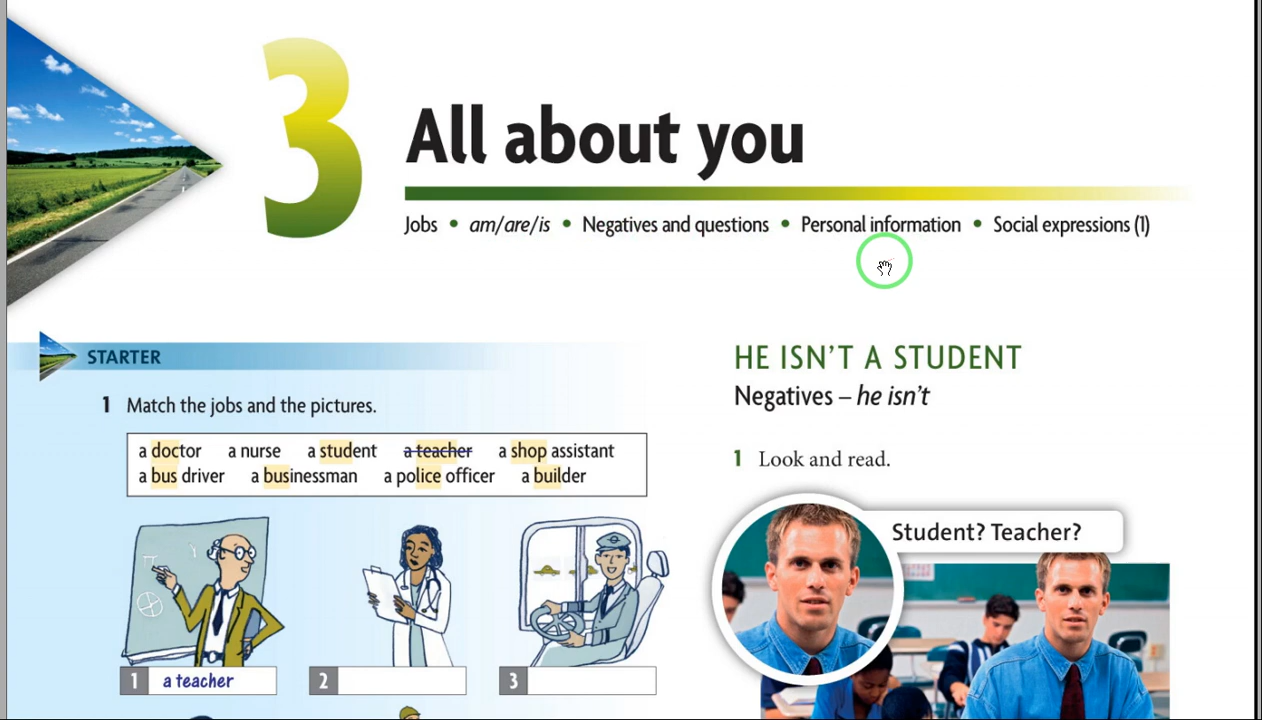 3
All about you
Jobs • am/are/is • Negatives and questions • Personal information • Social expressions (1)
STARTER
1 Match the jobs and the pictures.
a doctor a nurse a student a teacher a shop assistant
a bus driver a businessman a police officer a builder
1 a teacher
2
3
HE ISN'T A STUDENT
Negatives – he isn't
1 Look and read.
Student? Teacher?